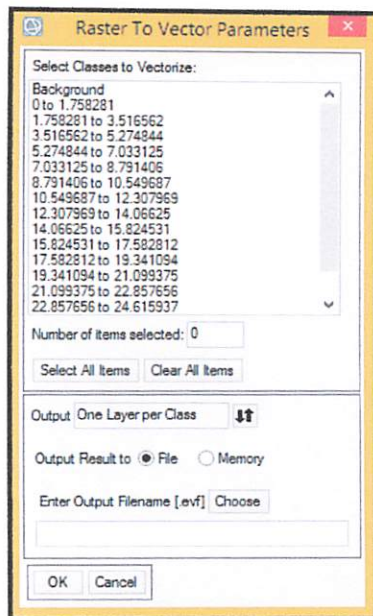 Raster To Vector Parameters
Select Classes to Vectorize:
Background
0 to 1.758281
1.758281 to 3.516562
3.516562 to 5.274844
5.274844 to 7.033125
7.033125 to 8.791406
8.791406 to 10.549687
10.549687 to 12.307969
12.307969 to 14.06625
14.06625 to 15.824531
15.824531 to 17.582812
17.582812 to 19.341094
19.341094 to 21.099375
21.099375 to 22.857656
22.857656 to 24.615937
Number of items selected: 0
Select All Items Clear All Items
Output One Layer per Class
Output Result to File Memory
Enter Output Filename [.evf] Choose
OK Cancel